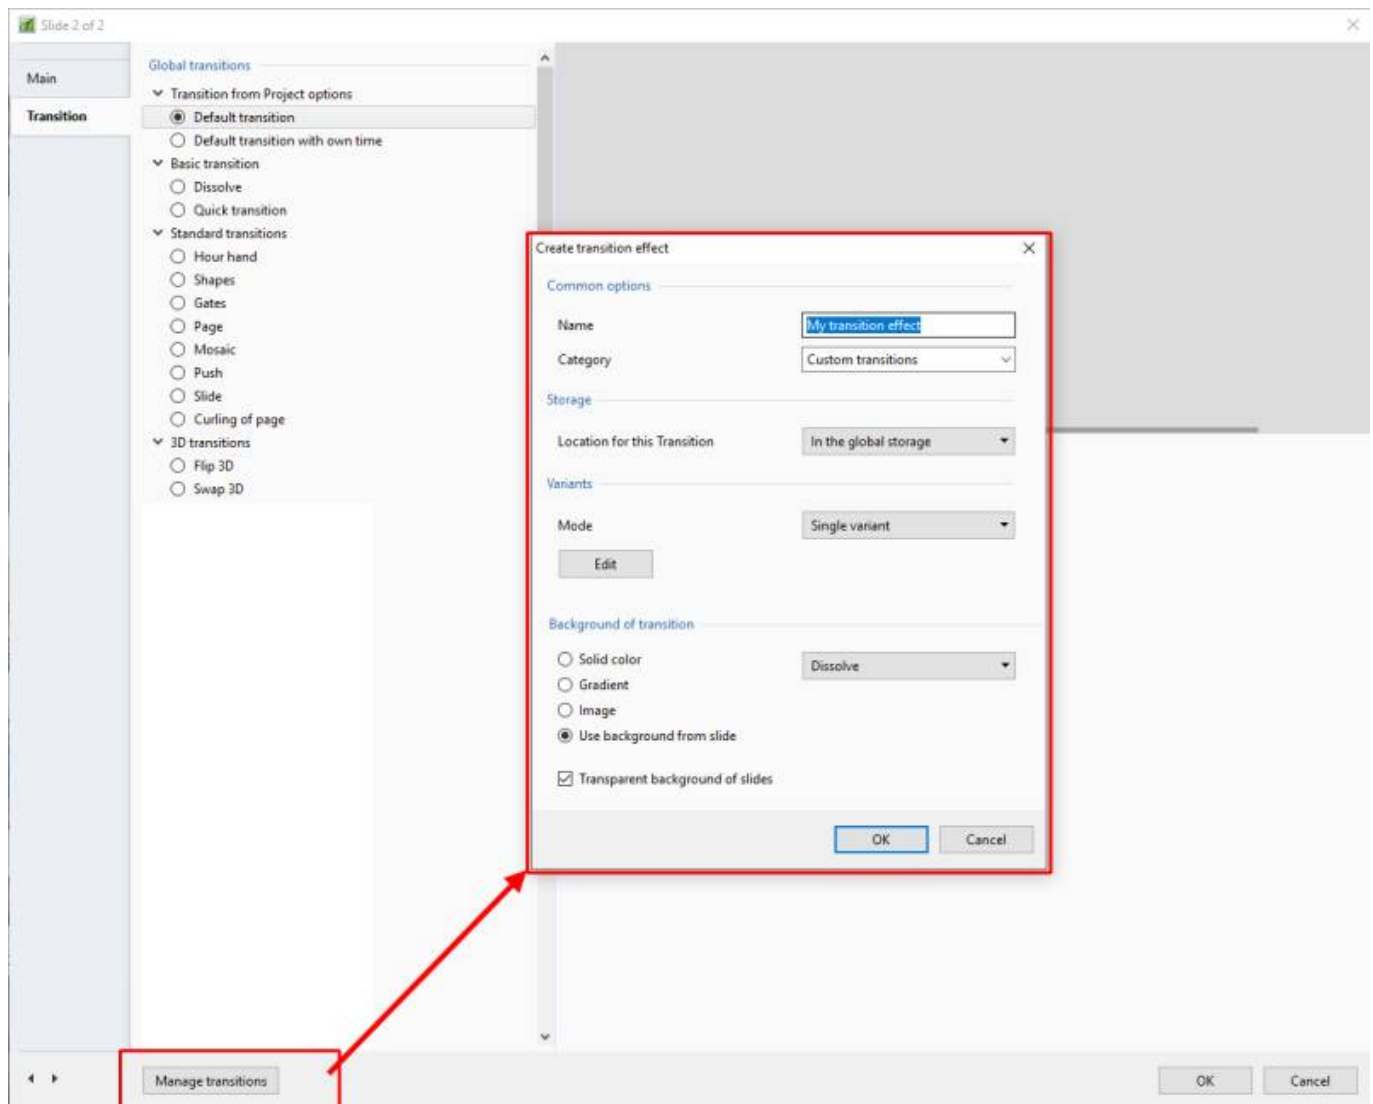 Slide 2 of 2
Main
Transition
Global transitions
Transition from Project options
Default transition
Default transition with own time
Basic transition
Dissolve
Quick transition
Standard transitions
Hour hand
Shapes
Gates
Page
Mosaic
Push
Slide
Curling of page
3D transitions
Flip 3D
Swap 3D
Create transition effect
Common options
Name My transition effect
Category Custom transitions
Storage
Location for this Transition In the global storage
Variants
Mode Single variant
Edit
Background of transition
Solid color Dissolve
Gradient
Image
Use background from slide
Transparent background of slides
OK Cancel
Manage transitions OK Cancel